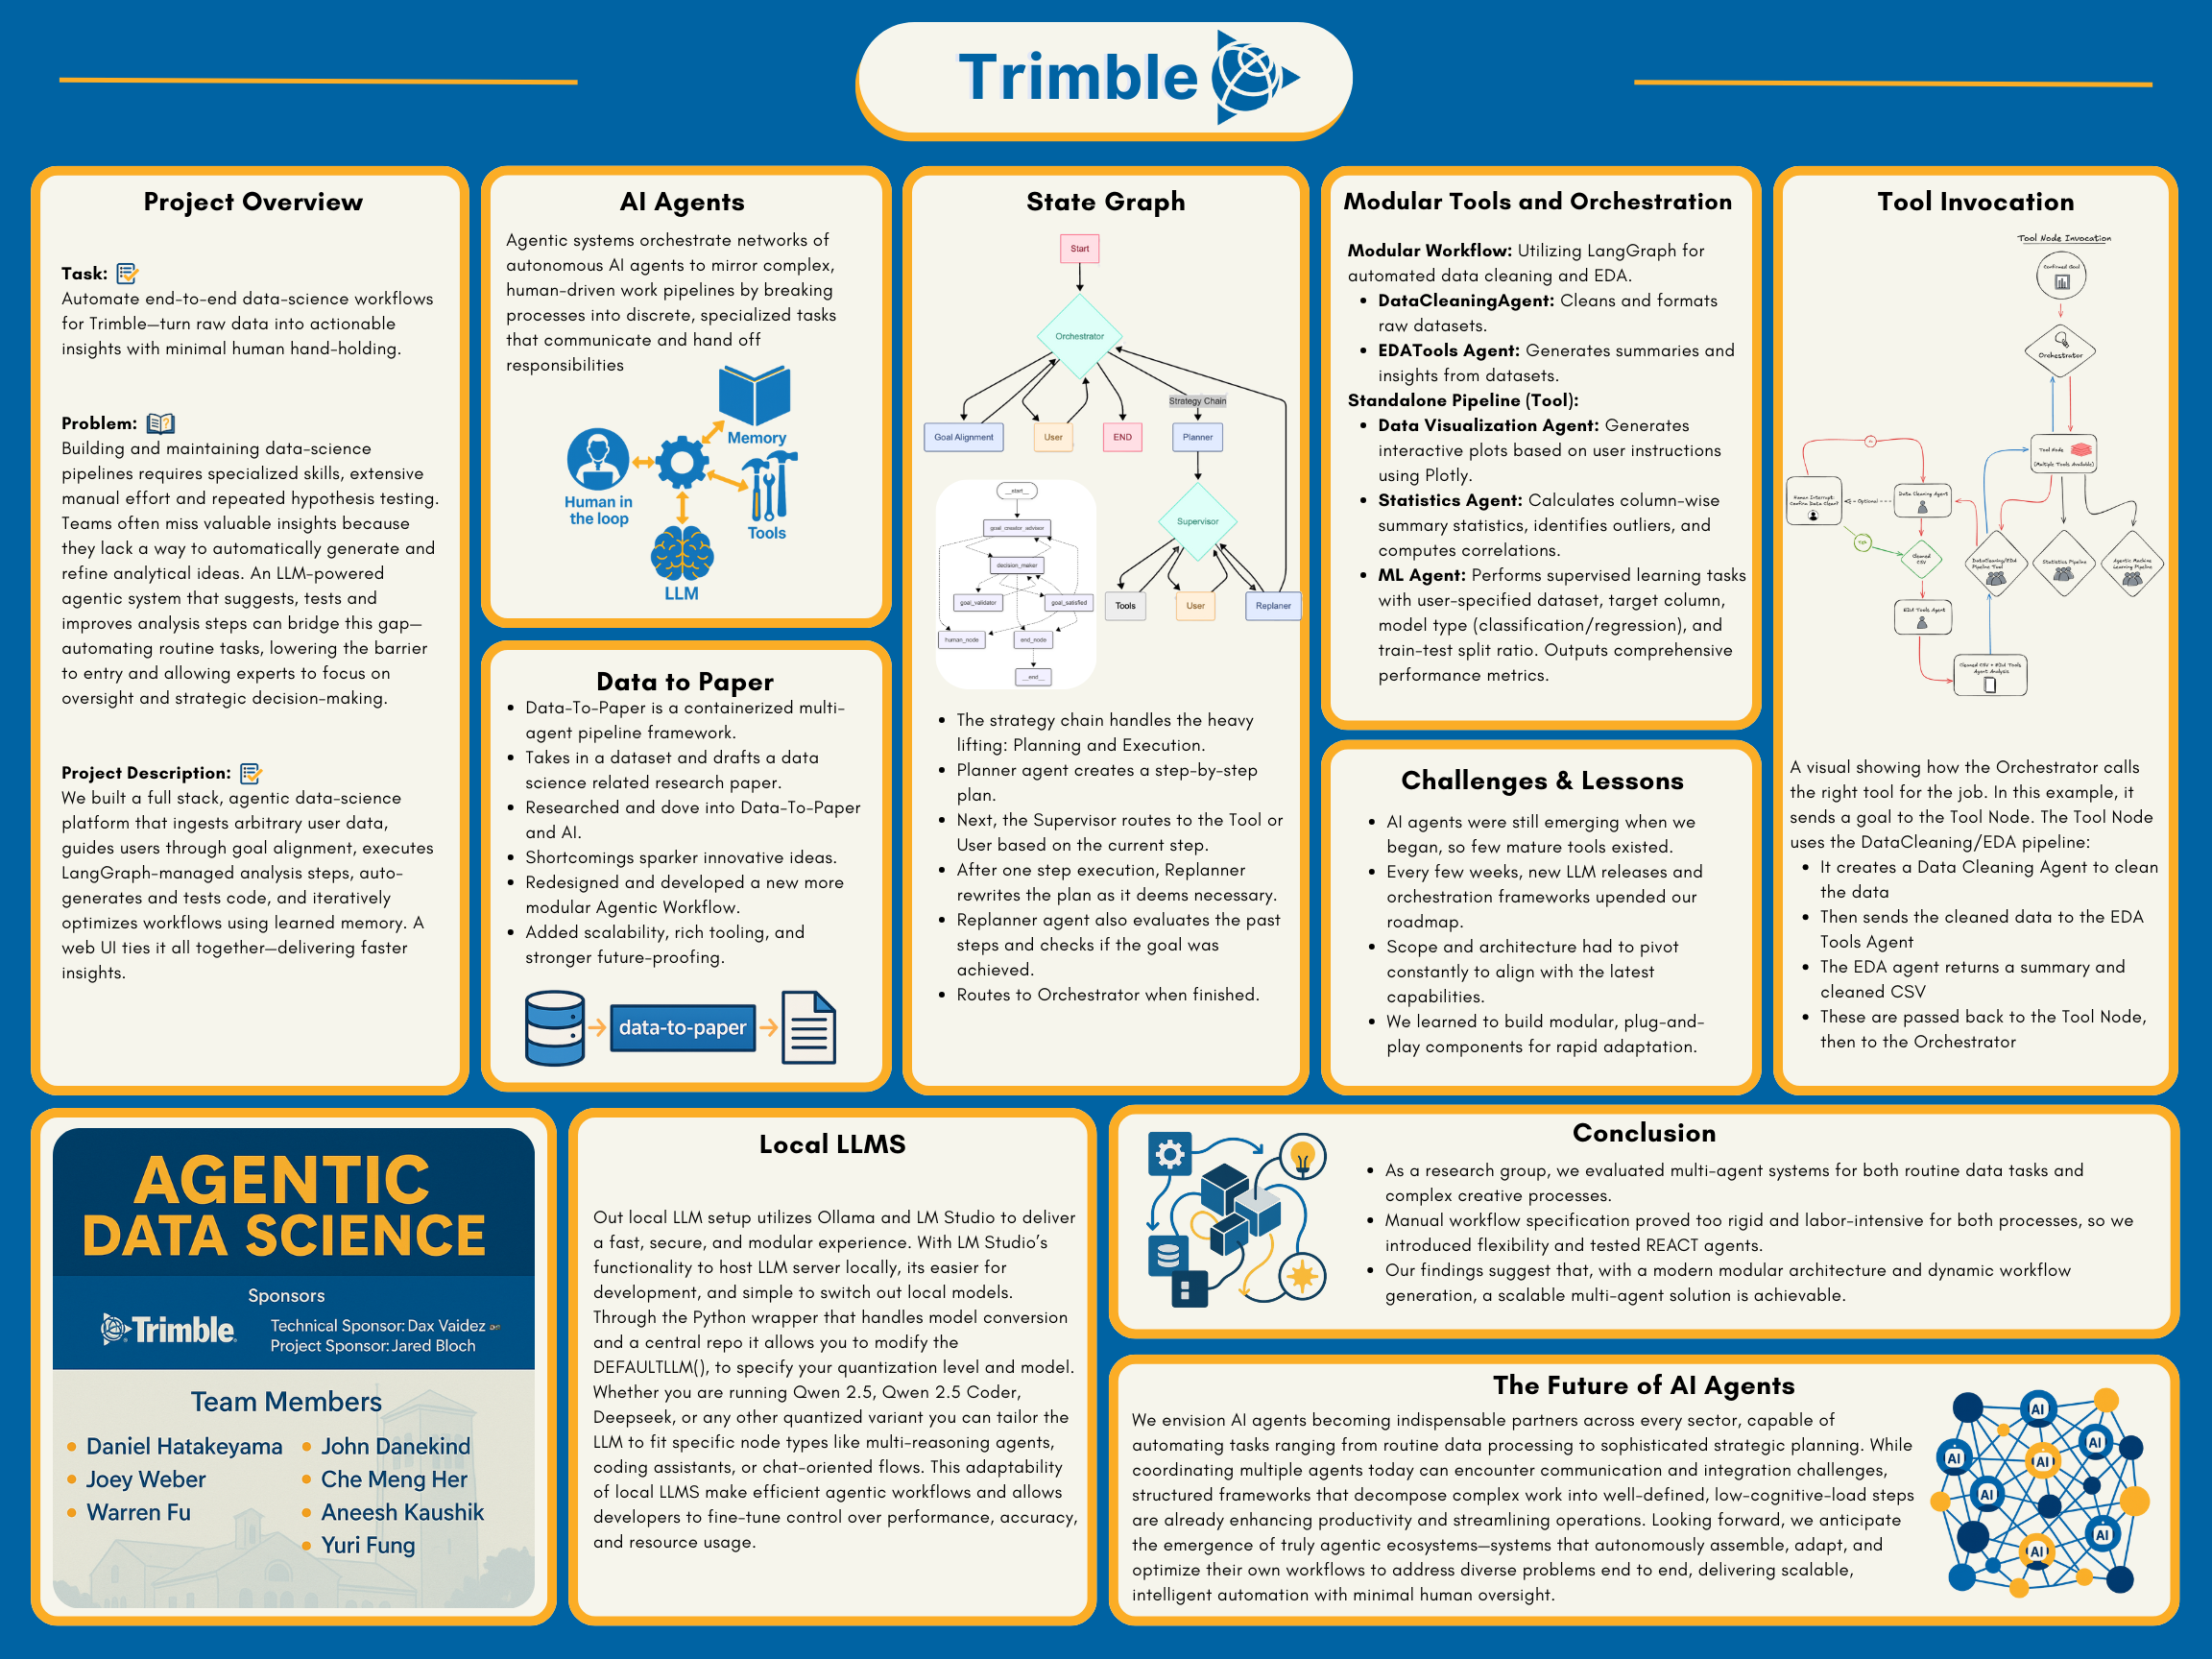 Trimble
Project Overview
Task:
Automate end-to-end data-science workflows
for Trimble—turn raw data into actionable
insights with minimal human hand-holding.
Problem:
Building and maintaining data-science
pipelines requires specialized skills, extensive
manual effort and repeated hypothesis testing.
Teams often miss valuable insights because
they lack a way to automatically generate and
refine analytical ideas. An LLM-powered
agentic system that suggests, tests and
improves analysis steps can bridge this gap—
automating routine tasks, lowering the barrier
to entry and allowing experts to focus on
oversight and strategic decision-making.
Project Description:
We built a full stack, agentic data-science
platform that ingests arbitrary user data,
guides users through goal alignment, executes
LangGraph-managed analysis steps, auto-
generates and tests code, and iteratively
optimizes workflows using learned memory. A
web UI ties it all together—delivering faster
insights.
AI Agents
Agentic systems orchestrate networks of
autonomous AI agents to mirror complex,
human-driven work pipelines by breaking
processes into discrete, specialized tasks
that communicate and hand off
responsibilities
Memory
Human in
the loop
Tools
LLM
Data to Paper
• Data-To-Paper is a containerized multi-
agent pipeline framework.
• Takes in a dataset and drafts a data
science related research paper.
• Researched and dove into Data-To-Paper
and AI.
• Shortcomings sparker innovative ideas.
• Redesigned and developed a new more
modular Agentic Workflow.
• Added scalability, rich tooling, and
stronger future-proofing.
data-to-paper
State Graph
Start
Orchestrator
Strategy Chain
Goal Alignment
User
END
Planner
Supervisor
Tools
User
Replaner
__start__
goal_creator_advisor
decision_maker
goal_validator
goal_satisfied
human_node
end_node
__end__
• The strategy chain handles the heavy
lifting: Planning and Execution.
• Planner agent creates a step-by-step
plan.
• Next, the Supervisor routes to the Tool or
User based on the current step.
• After one step execution, Replanner
rewrites the plan as it deems necessary.
• Replanner agent also evaluates the past
steps and checks if the goal was
achieved.
• Routes to Orchestrator when finished.
Modular Tools and Orchestration
Modular Workflow: Utilizing LangGraph for
automated data cleaning and EDA.
• DataCleaningAgent: Cleans and formats
raw datasets.
• EDATools Agent: Generates summaries and
insights from datasets.
Standalone Pipeline (Tool):
• Data Visualization Agent: Generates
interactive plots based on user instructions
using Plotly.
• Statistics Agent: Calculates column-wise
summary statistics, identifies outliers, and
computes correlations.
• ML Agent: Performs supervised learning tasks
with user-specified dataset, target column,
model type (classification/regression), and
train-test split ratio. Outputs comprehensive
performance metrics.
Challenges & Lessons
• AI agents were still emerging when we
began, so few mature tools existed.
• Every few weeks, new LLM releases and
orchestration frameworks upended our
roadmap.
• Scope and architecture had to pivot
constantly to align with the latest
capabilities.
• We learned to build modular, plug-and-
play components for rapid adaptation.
Tool Invocation
Tool Node Invocation
Confirmed Goal
Orchestrator
Tool Node
(Multiple Tools Available)
Human Interrupt:
Confirm Data Clean?
Optional
Data Cleaning Agent
Cleaned
CSV
DataCleaning/EDA
Pipeline Tool
Statistics Pipeline
Agentic Machine
Learning Pipeline
EDA Tools Agent
Cleaned CSV + EDA Tools
Agent Analysis
A visual showing how the Orchestrator calls
the right tool for the job. In this example, it
sends a goal to the Tool Node. The Tool Node
uses the DataCleaning/EDA pipeline:
• It creates a Data Cleaning Agent to clean
the data
• Then sends the cleaned data to the EDA
Tools Agent
• The EDA agent returns a summary and
cleaned CSV
• These are passed back to the Tool Node,
then to the Orchestrator
AGENTIC
DATA SCIENCE
Sponsors
Trimble
Technical Sponsor: Dax Vaidez
Project Sponsor: Jared Bloch
Team Members
• Daniel Hatakeyama
• Joey Weber
• Warren Fu
• John Danekind
• Che Meng Her
• Aneesh Kaushik
• Yuri Fung
Local LLMS
Out local LLM setup utilizes Ollama and LM Studio to deliver
a fast, secure, and modular experience. With LM Studio's
functionality to host LLM server locally, its easier for
development, and simple to switch out local models.
Through the Python wrapper that handles model conversion
and a central repo it allows you to modify the
DEFAULTLLM(), to specify your quantization level and model.
Whether you are running Qwen 2.5, Qwen 2.5 Coder,
Deepseek, or any other quantized variant you can tailor the
LLM to fit specific node types like multi-reasoning agents,
coding assistants, or chat-oriented flows. This adaptability
of local LLMS make efficient agentic workflows and allows
developers to fine-tune control over performance, accuracy,
and resource usage.
Conclusion
• As a research group, we evaluated multi-agent systems for both routine data tasks and
complex creative processes.
• Manual workflow specification proved too rigid and labor-intensive for both processes, so we
introduced flexibility and tested REACT agents.
• Our findings suggest that, with a modern modular architecture and dynamic workflow
generation, a scalable multi-agent solution is achievable.
The Future of AI Agents
We envision AI agents becoming indispensable partners across every sector, capable of
automating tasks ranging from routine data processing to sophisticated strategic planning. While
coordinating multiple agents today can encounter communication and integration challenges,
structured frameworks that decompose complex work into well-defined, low-cognitive-load steps
are already enhancing productivity and streamlining operations. Looking forward, we anticipate
the emergence of truly agentic ecosystems—systems that autonomously assemble, adapt, and
optimize their own workflows to address diverse problems end to end, delivering scalable,
intelligent automation with minimal human oversight.
AI
AI
AI
AI
AI
AI
AI